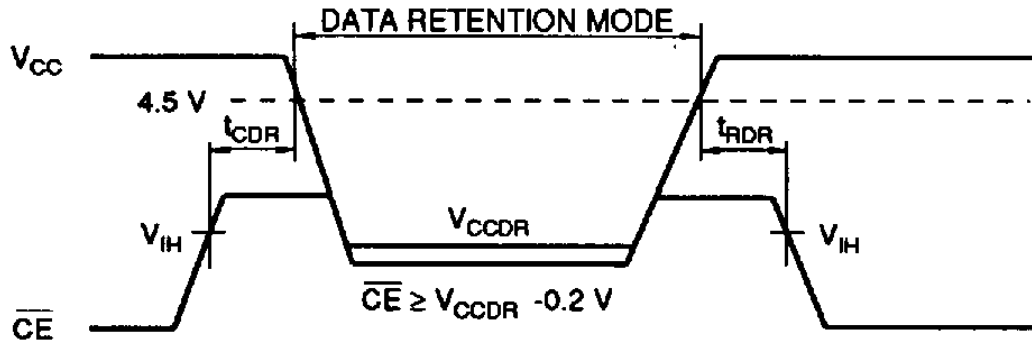 DATA RETENTION MODE
VCC
4.5 V
tCDR
tRDR
VIH
VCCDR
VIH
CE ≥ VCCDR -0.2 V
CE